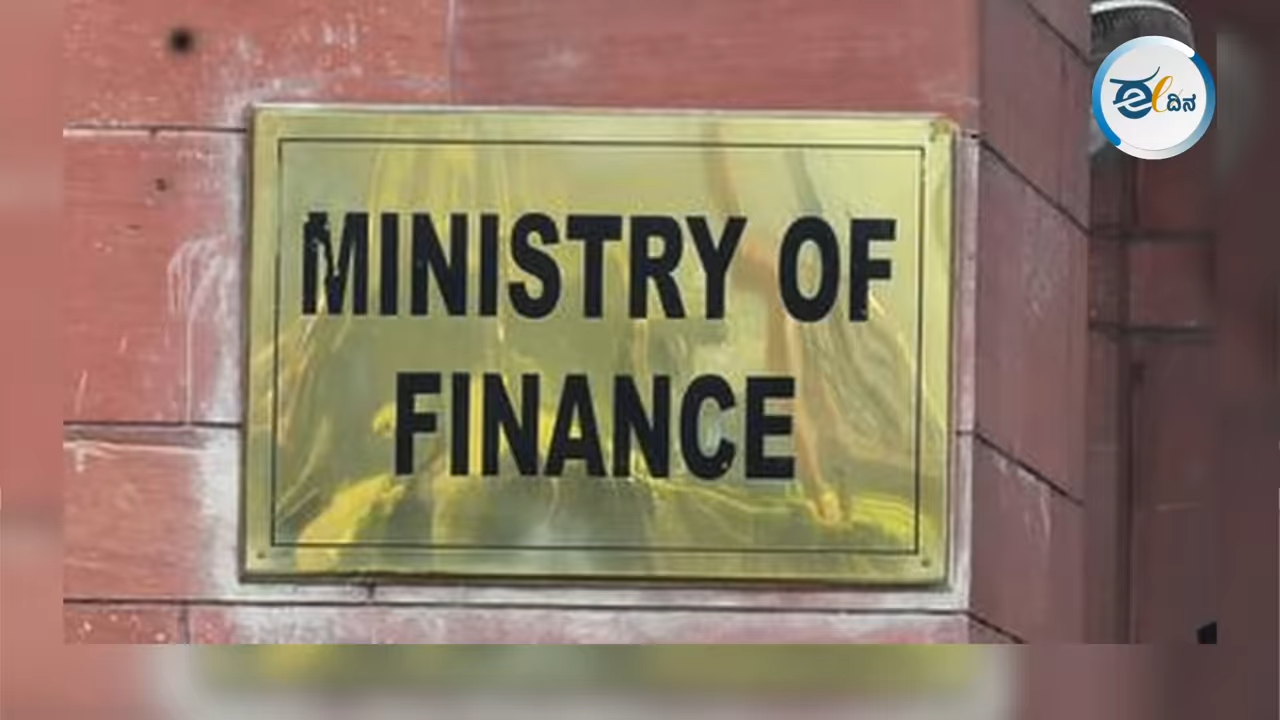 MINISTRY OF
FINANCE
ಈ ದಿನ